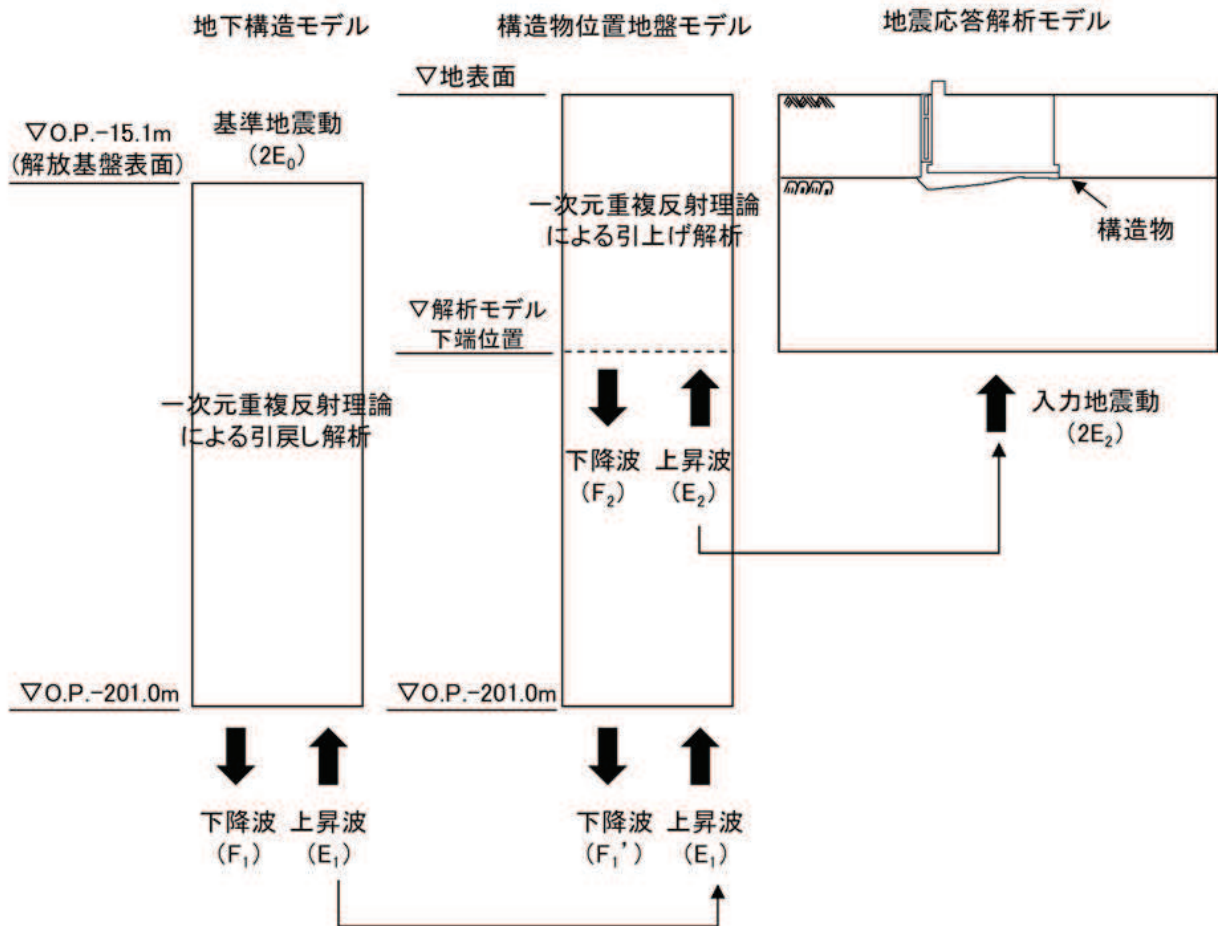 地下構造モデル
▽O.P.-15.1m
(解放基盤表面)
基準地震動
(2E₀)
一次元重複反射理論
による引戻し解析
▽O.P.-201.0m
下降波 上昇波
(F₁) (E₁)
構造物位置地盤モデル
▽地表面
一次元重複反射理論
による引上げ解析
▽解析モデル
下端位置
下降波 上昇波
(F₂) (E₂)
▽O.P.-201.0m
下降波 上昇波
(F₁') (E₁)
地震応答解析モデル
構造物
入力地震動
(2E₂)